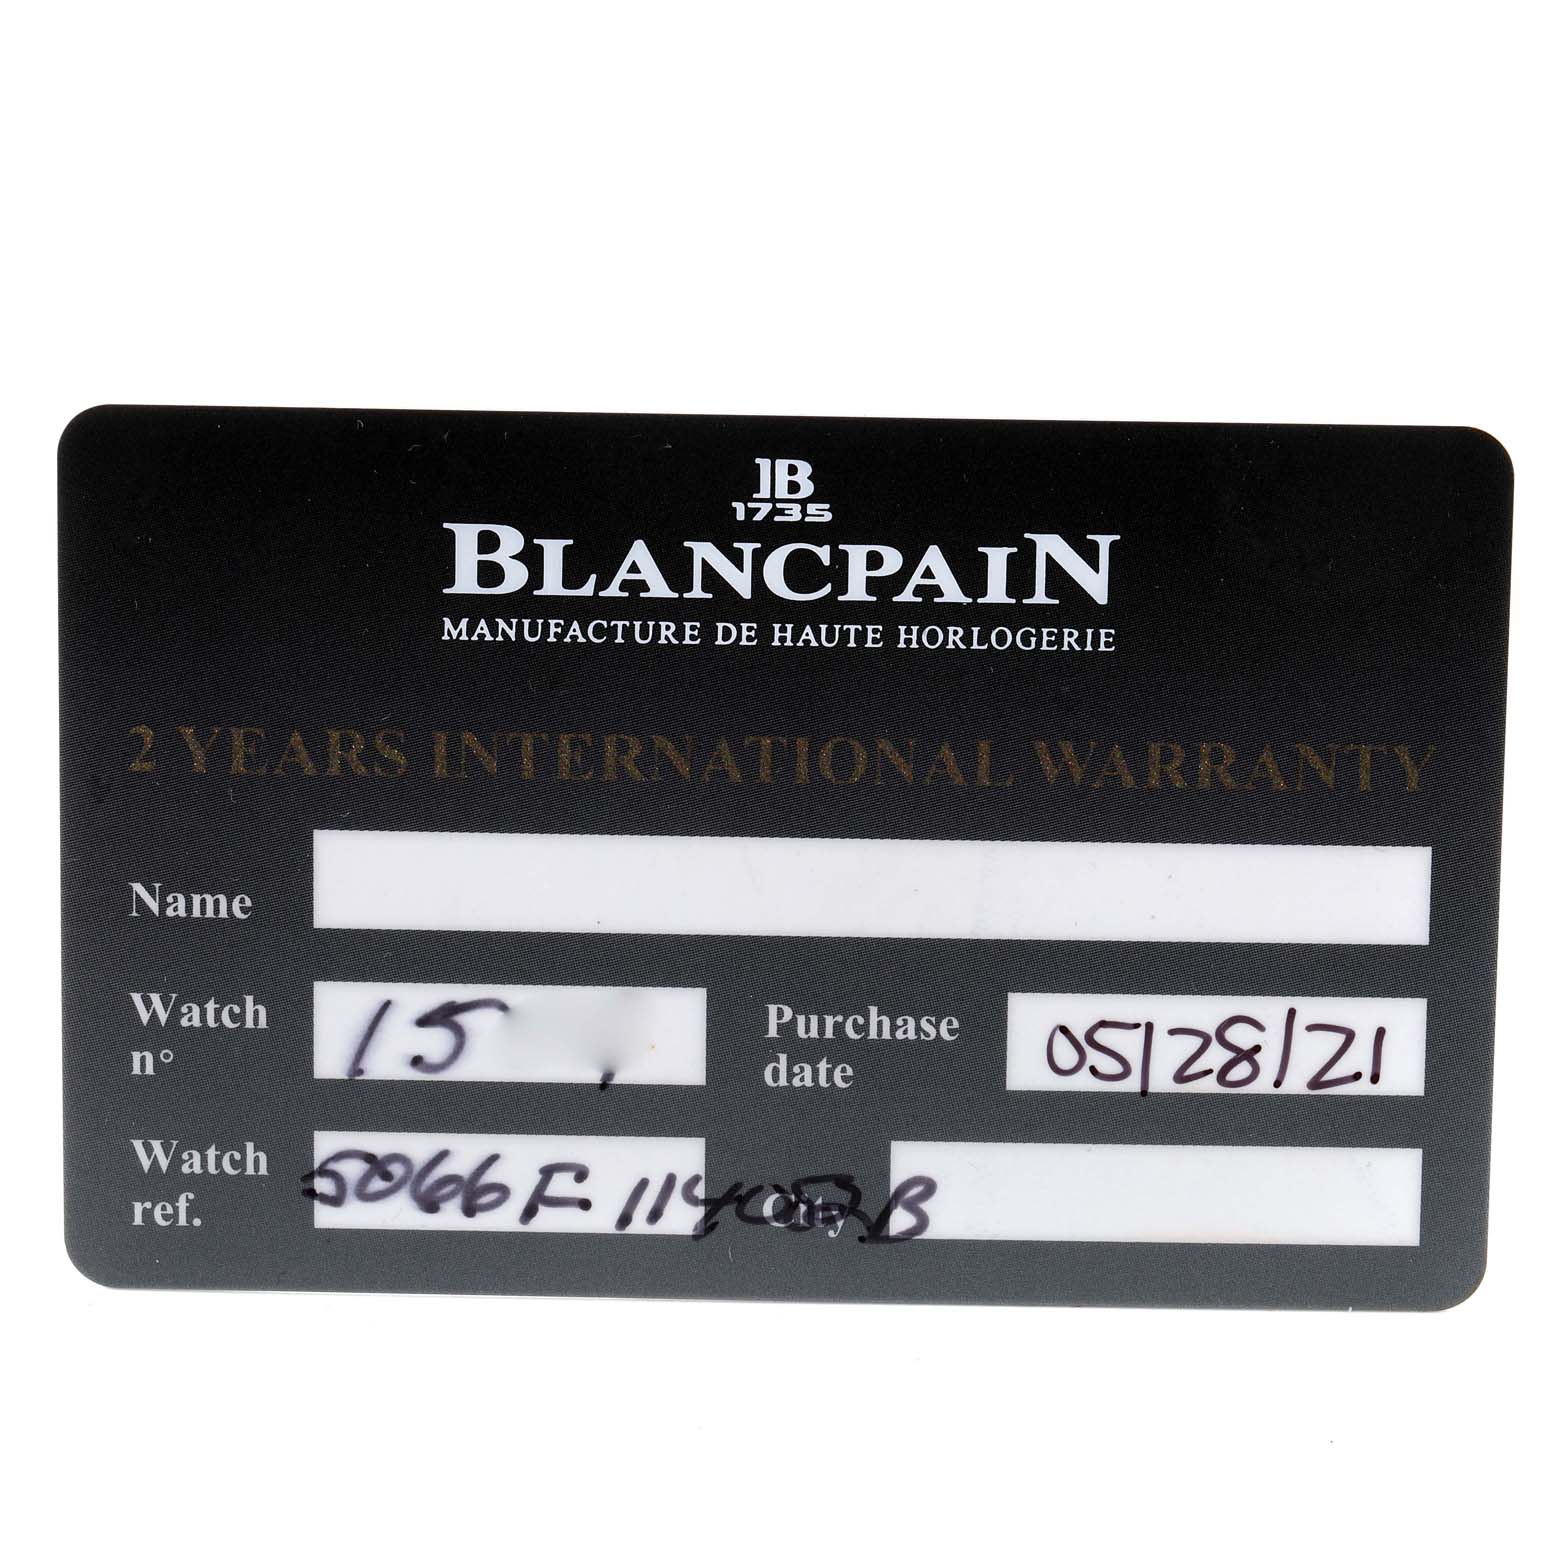 JB
1735
BLANCPAIN
MANUFACTURE DE HAUTE HORLOGERIE
2 YEARS INTERNATIONAL WARRANTY
Name
Watch n° 15
Purchase date 05/28/21
Watch ref. 5066F 1140 B
City